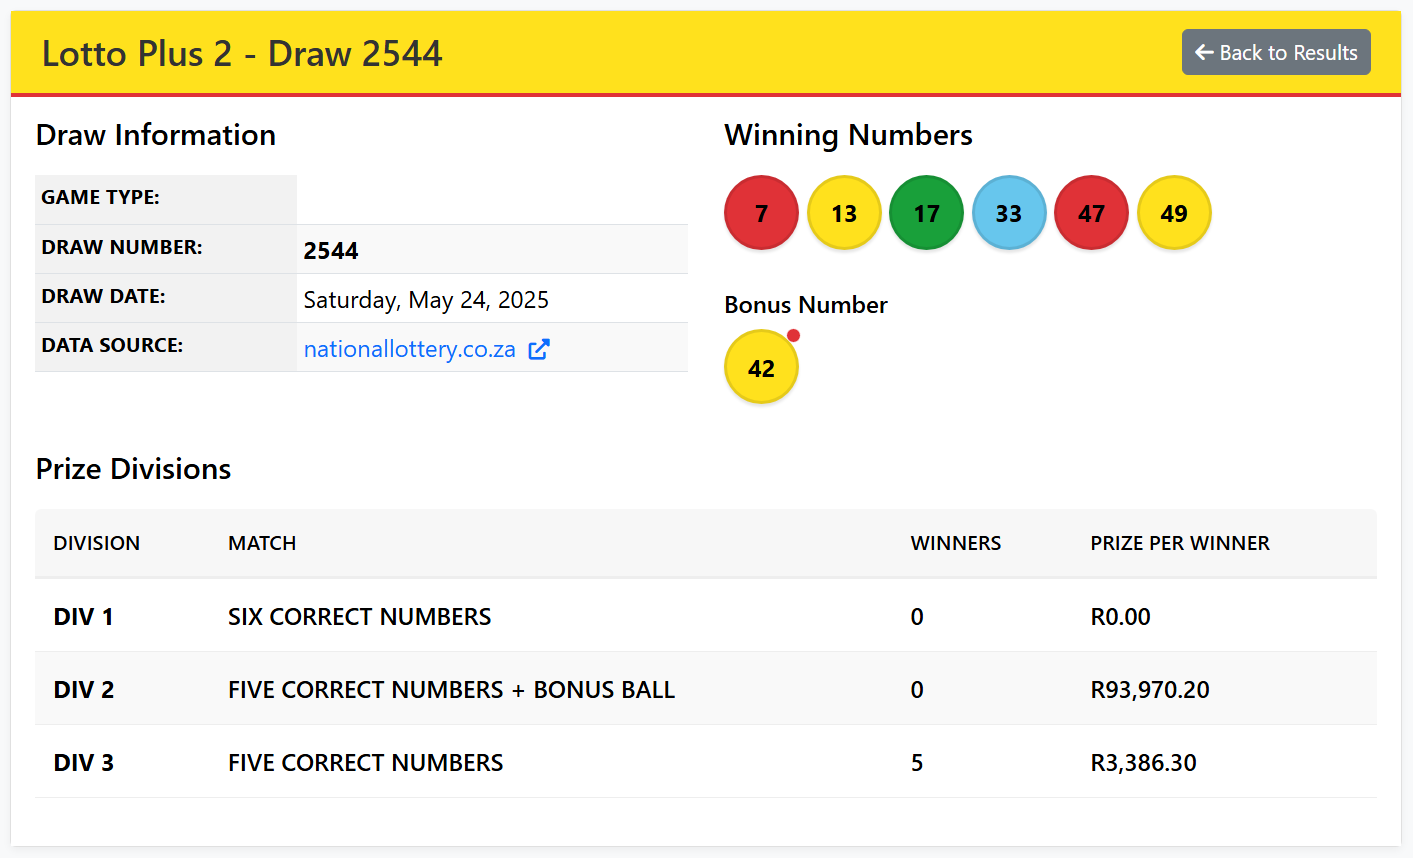 Lotto Plus 2 - Draw 2544
Back to Results
Draw Information
GAME TYPE:
DRAW NUMBER: 2544
DRAW DATE: Saturday, May 24, 2025
DATA SOURCE: nationallottery.co.za
Winning Numbers
7 13 17 33 47 49
Bonus Number
42
Prize Divisions
DIVISION MATCH WINNERS PRIZE PER WINNER
DIV 1 SIX CORRECT NUMBERS 0 R0.00
DIV 2 FIVE CORRECT NUMBERS + BONUS BALL 0 R93,970.20
DIV 3 FIVE CORRECT NUMBERS 5 R3,386.30